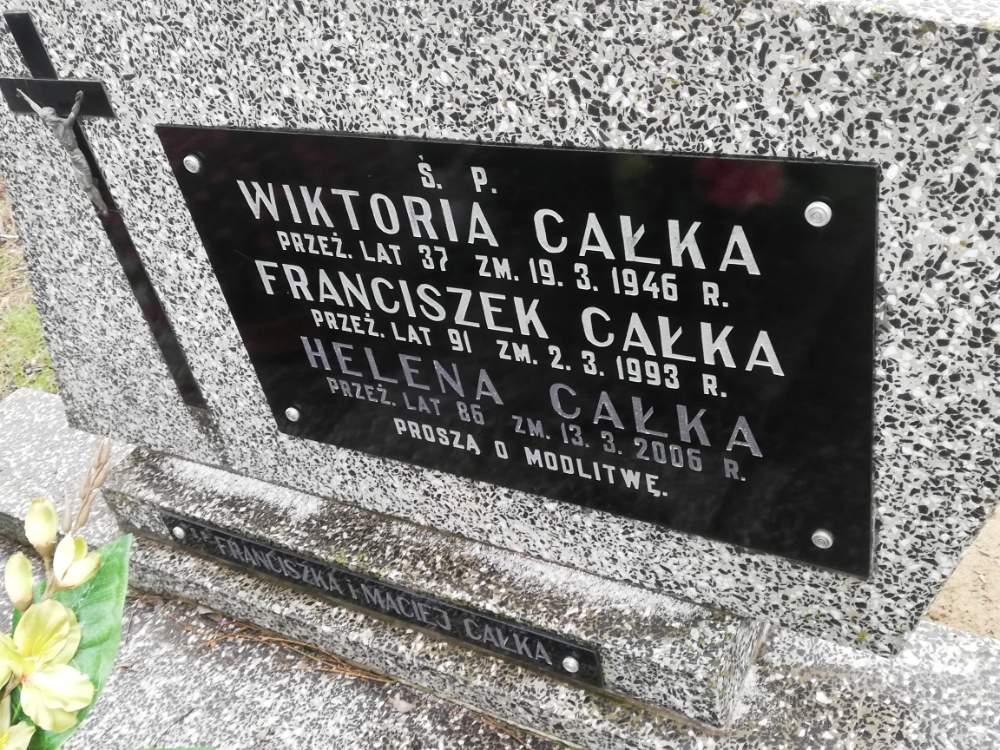 Ś. P.
WIKTORIA CAŁKA
PRZEŻ. LAT 37 ZM. 19. 3. 1946 R.
FRANCISZEK CAŁKA
PRZEŻ. LAT 91 ZM. 2. 3. 1993 R.
HELENA CAŁKA
PRZEŻ. LAT 86 ZM. 13. 3. 2006 R.
PROSZĄ O MODLITWĘ.
FRANCISZKA I MACIEJ CAŁKA